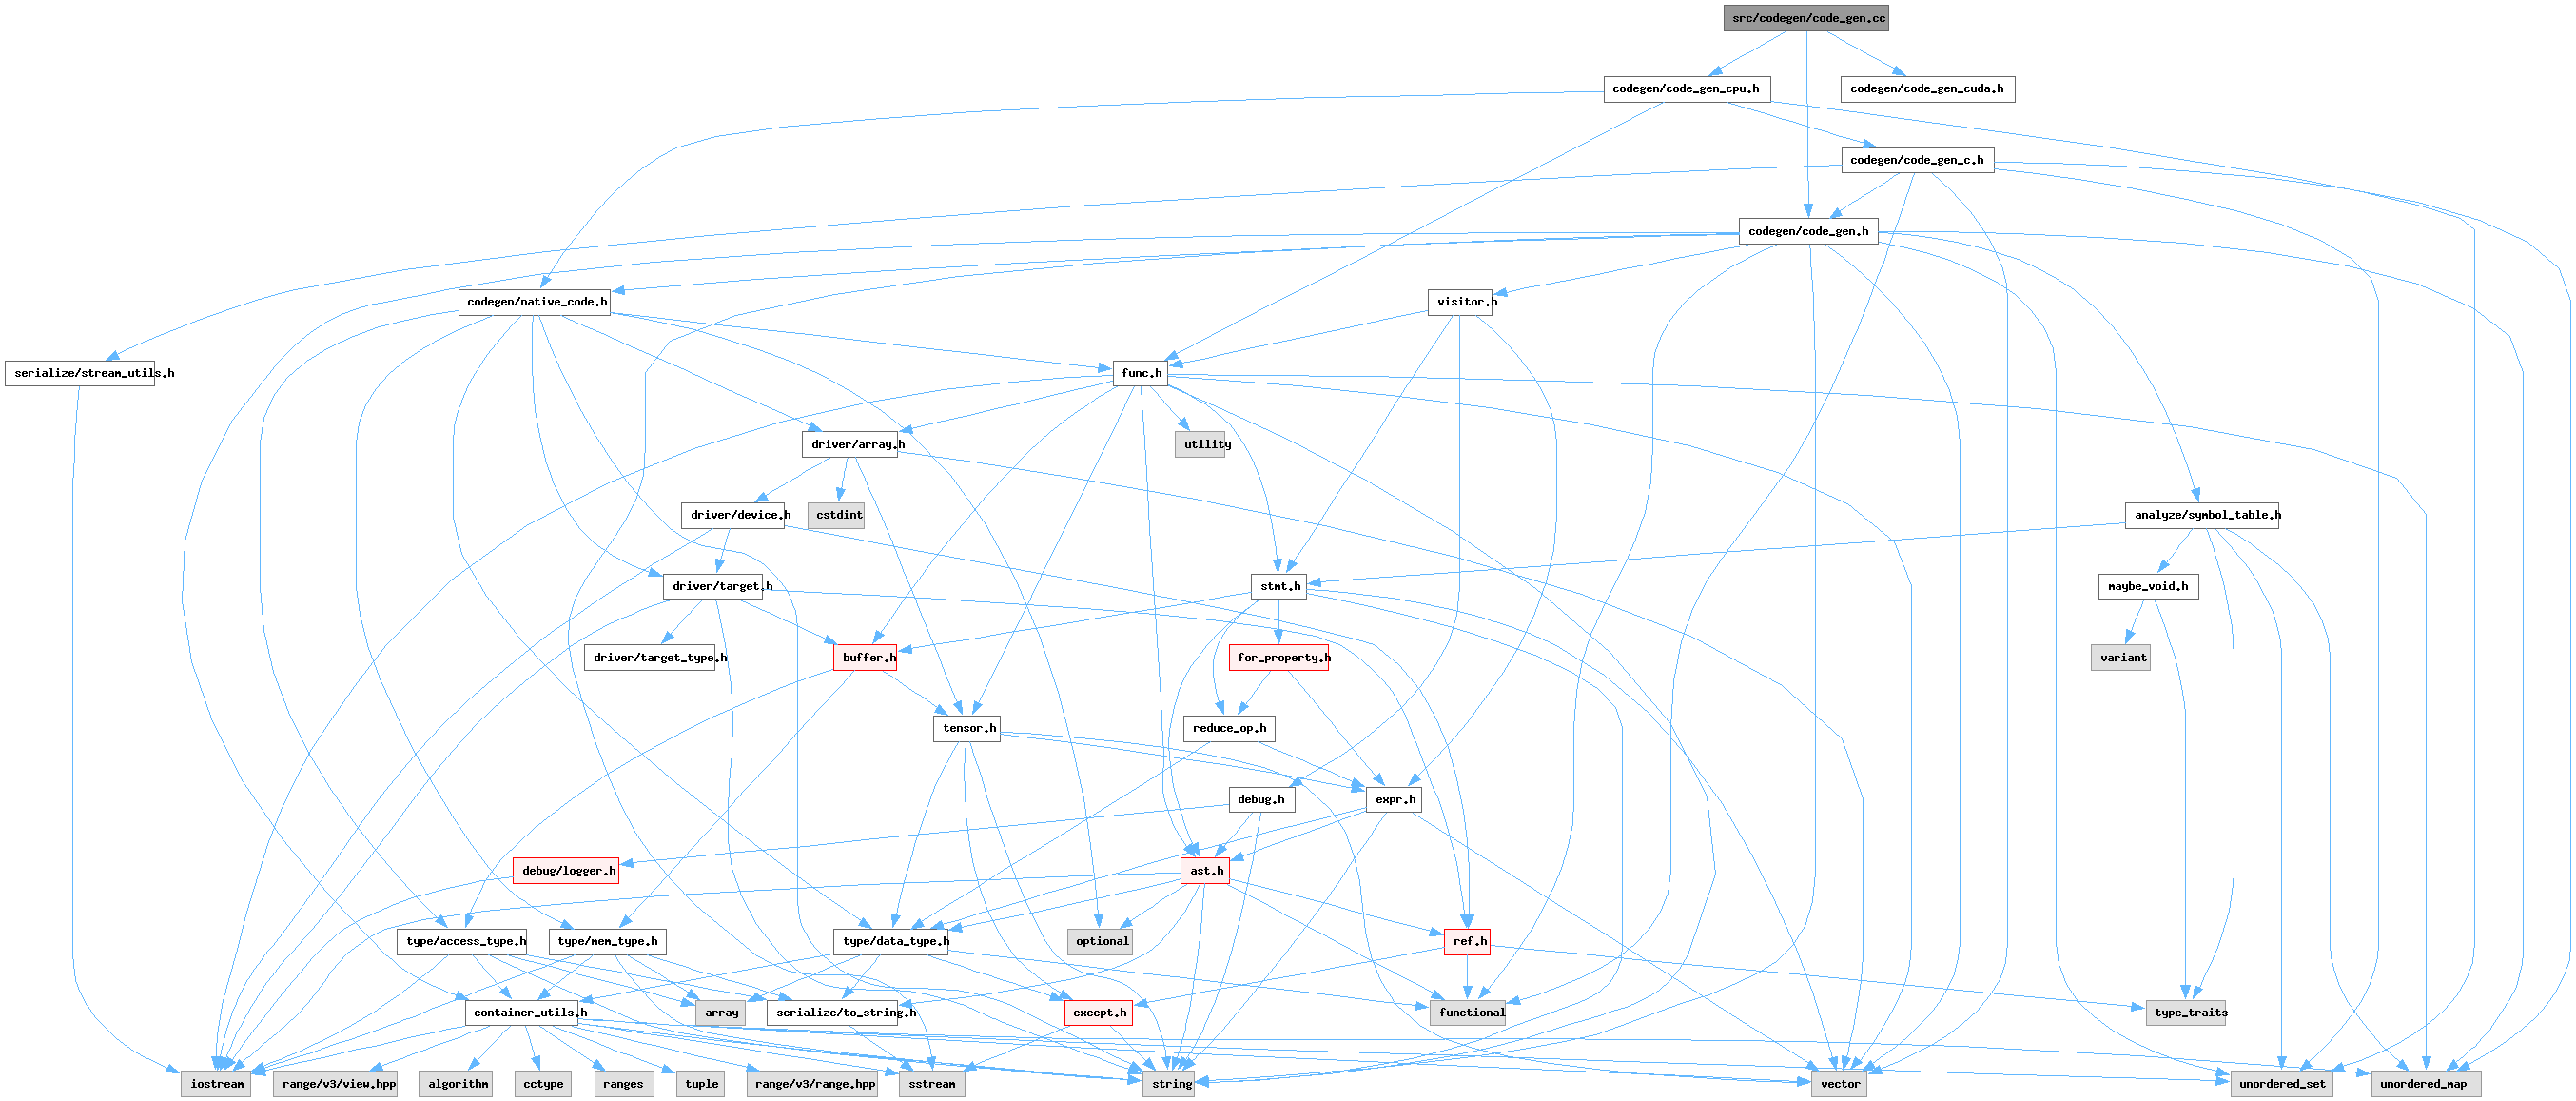 src/codegen/code_gen.cc
codegen/code_gen_cpu.h
codegen/code_gen_cuda.h
codegen/code_gen_c.h
codegen/code_gen.h
codegen/native_code.h
visitor.h
serialize/stream_utils.h
func.h
driver/array.h
utility
driver/device.h
cstdint
analyze/symbol_table.h
driver/target.h
stmt.h
maybe_void.h
driver/target_type.h
buffer.h
for_property.h
variant
tensor.h
reduce_op.h
debug.h
expr.h
debug/logger.h
ast.h
type/access_type.h
type/mem_type.h
type/data_type.h
optional
ref.h
container_utils.h
array
serialize/to_string.h
except.h
functional
type_traits
iostream
range/v3/view.hpp
algorithm
cctype
ranges
tuple
range/v3/range.hpp
sstream
string
vector
unordered_set
unordered_map